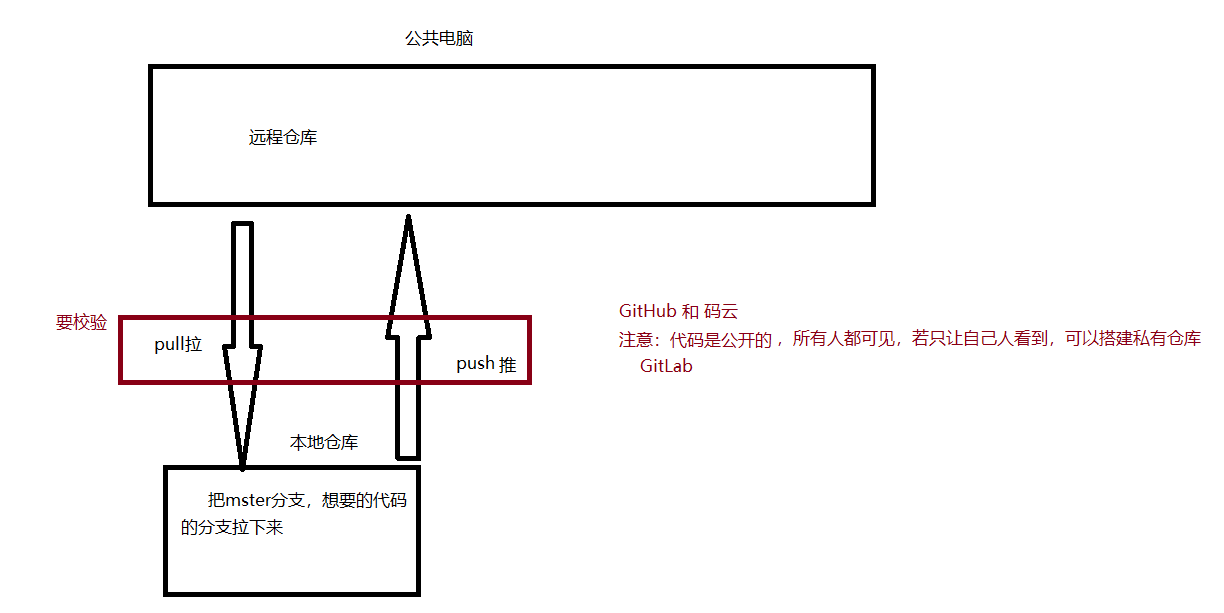 公共电脑
远程仓库
GitHub 和 码云
要校验
注意：代码是公开的 ，所有人都可见，若只让自己人看到，可以搭建私有仓库
pull拉
push 推
GitLab
本地仓库
把mster分支，想要的代码
的分支拉下来